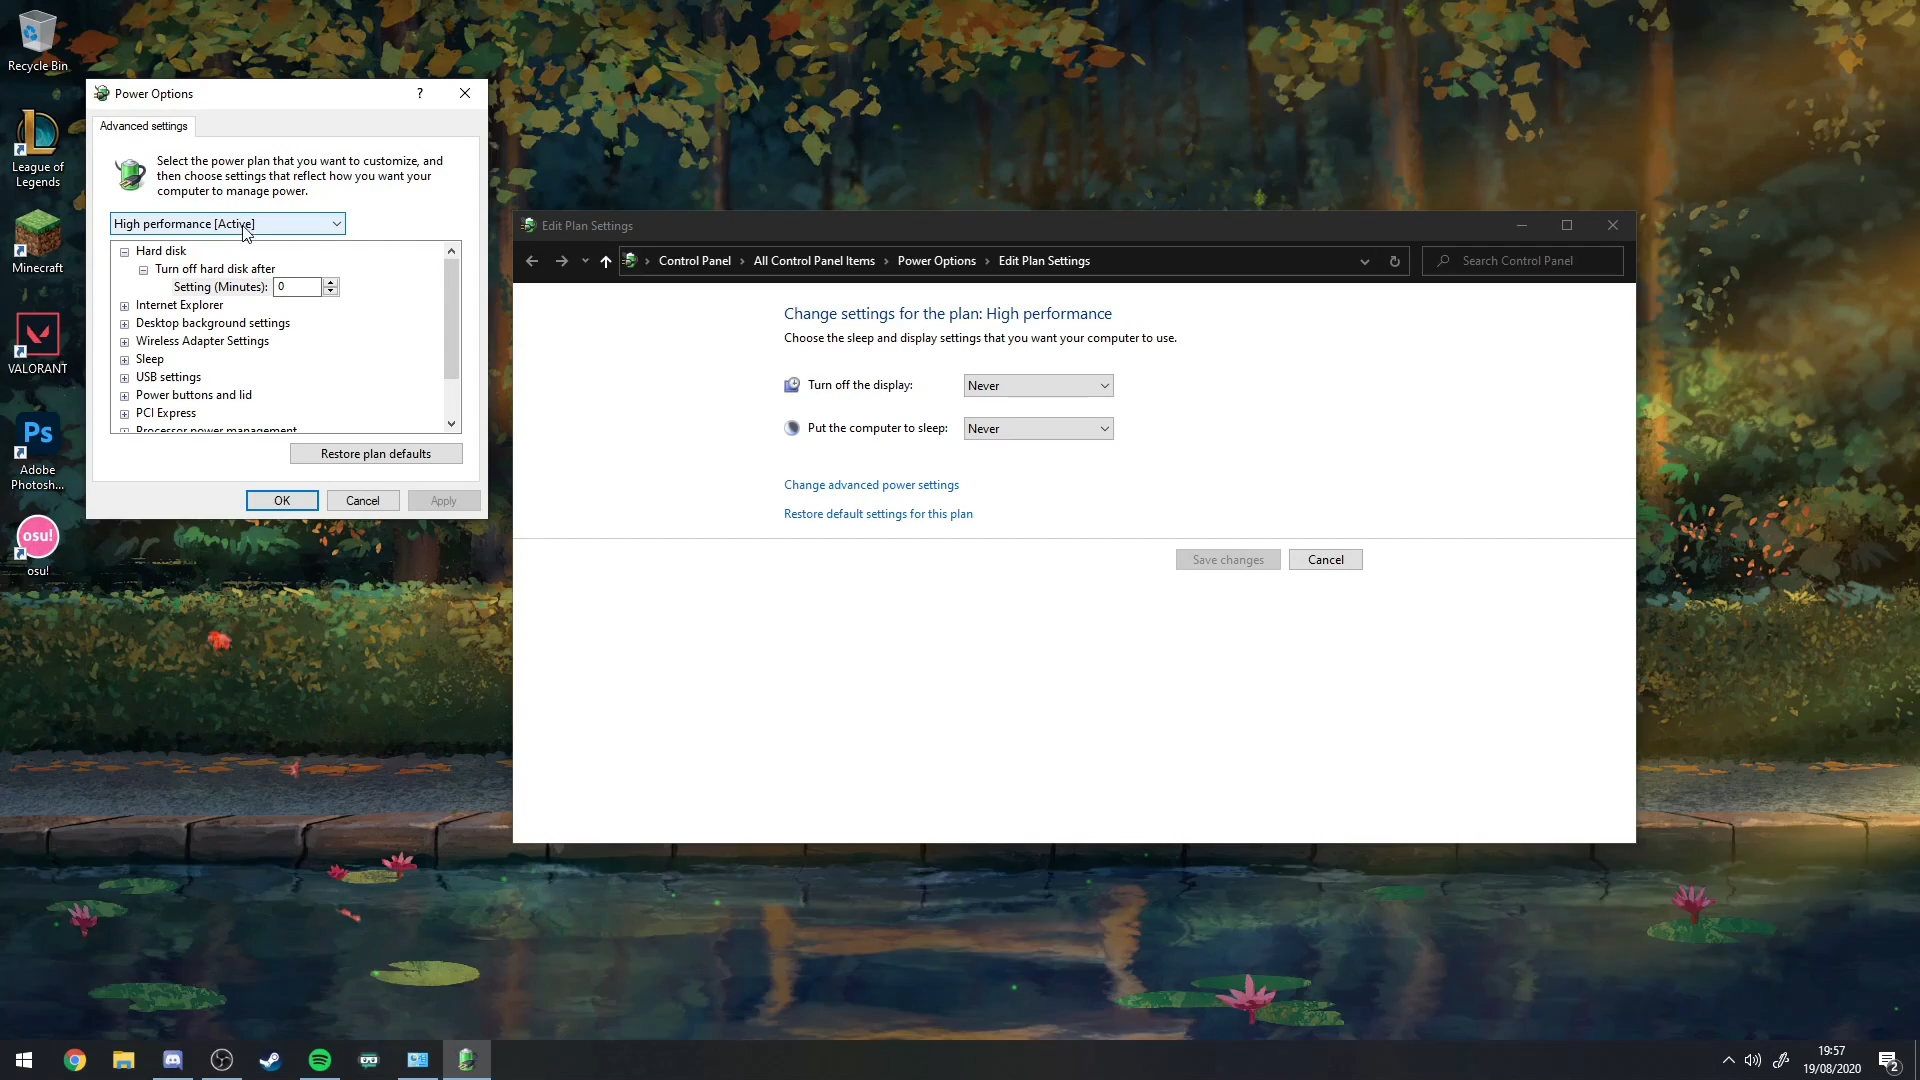 Recycle Bin
League of
Legends
Minecraft
VALORANT
Ps
Adobe
Photosh...
osu!
osu!
Power Options
?
Advanced settings
Select the power plan that you want to customize, and
then choose settings that reflect how you want your
computer to manage power.
High performance [Active]
Hard disk
Turn off hard disk after
Setting (Minutes): 0
Internet Explorer
Desktop background settings
Wireless Adapter Settings
Sleep
USB settings
Power buttons and lid
PCI Express
Processor power management
Restore plan defaults
OK Cancel Apply
Edit Plan Settings
Control Panel All Control Panel Items Power Options Edit Plan Settings
Search Control Panel
Change settings for the plan: High performance
Choose the sleep and display settings that you want your computer to use.
Turn off the display: Never
Put the computer to sleep: Never
Change advanced power settings
Restore default settings for this plan
Save changes Cancel
19:57
19/08/2020
2